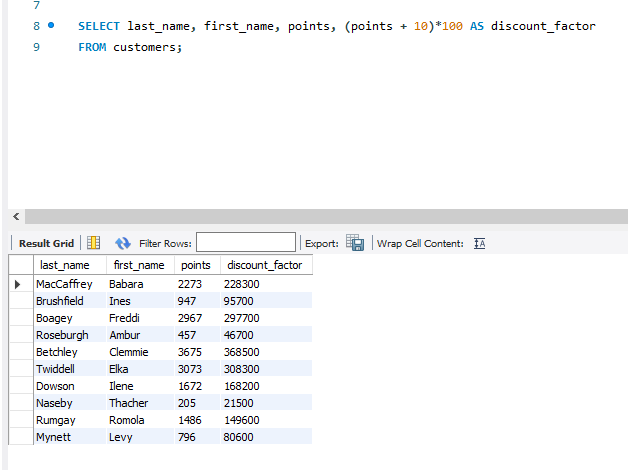 7
8 SELECT last_name, first_name, points, (points + 10)*100 AS discount_factor
9 FROM customers;
Result Grid Filter Rows: Export: Wrap Cell Content: IA
last_name first_name points discount_factor
MacCaffrey Babara 2273 228300
Brushfield Ines 947 95700
Boagey Freddi 2967 297700
Roseburgh Ambur 457 46700
Betchley Clemmie 3675 368500
Twiddell Elka 3073 308300
Dowson Ilene 1672 168200
Naseby Thacher 205 21500
Rumgay Romola 1486 149600
Mynett Levy 796 80600